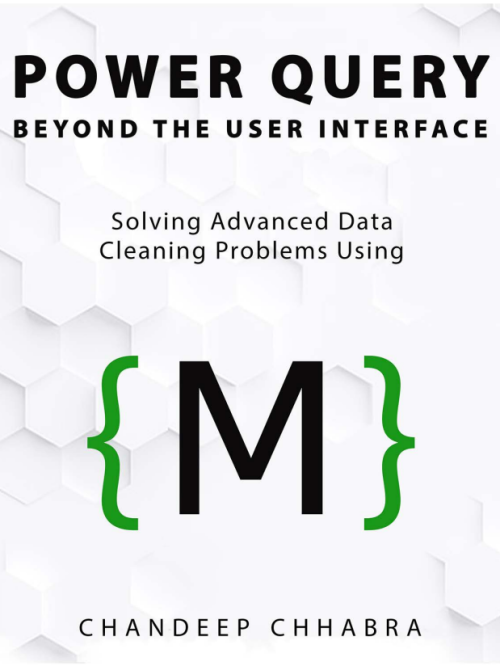 POWER QUERY
BEYOND THE USER INTERFACE
Solving Advanced Data
Cleaning Problems Using
{M}
CHANDEEP CHHABRA